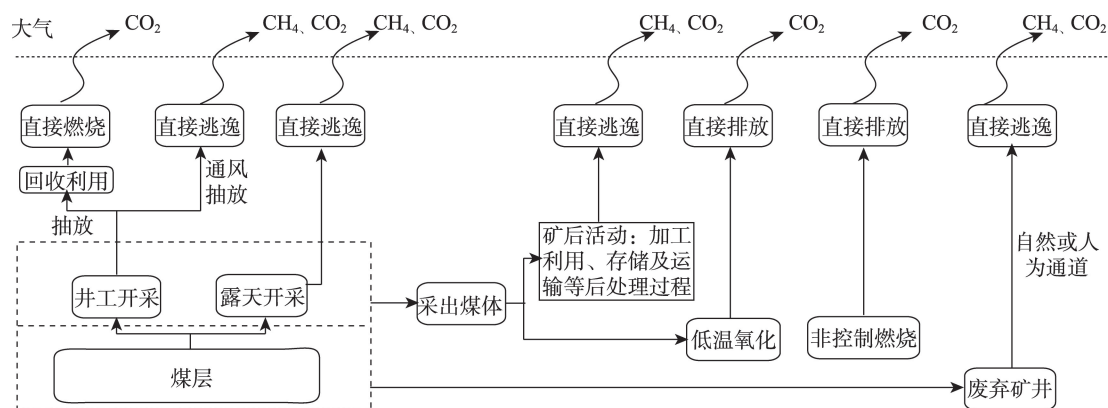 大气
CO₂
CH₄、CO₂
CH₄、CO₂
CH₄、CO₂
CO₂
CO₂
CH₄、CO₂
直接燃烧
直接逃逸
直接逃逸
直接逃逸
直接排放
直接排放
直接逃逸
回收利用
通风
抽放
抽放
矿后活动：加工
利用、存储及运
输等后处理过程
自然或人
为通道
井工开采
露天开采
采出煤体
低温氧化
非控制燃烧
煤层
废弃矿井